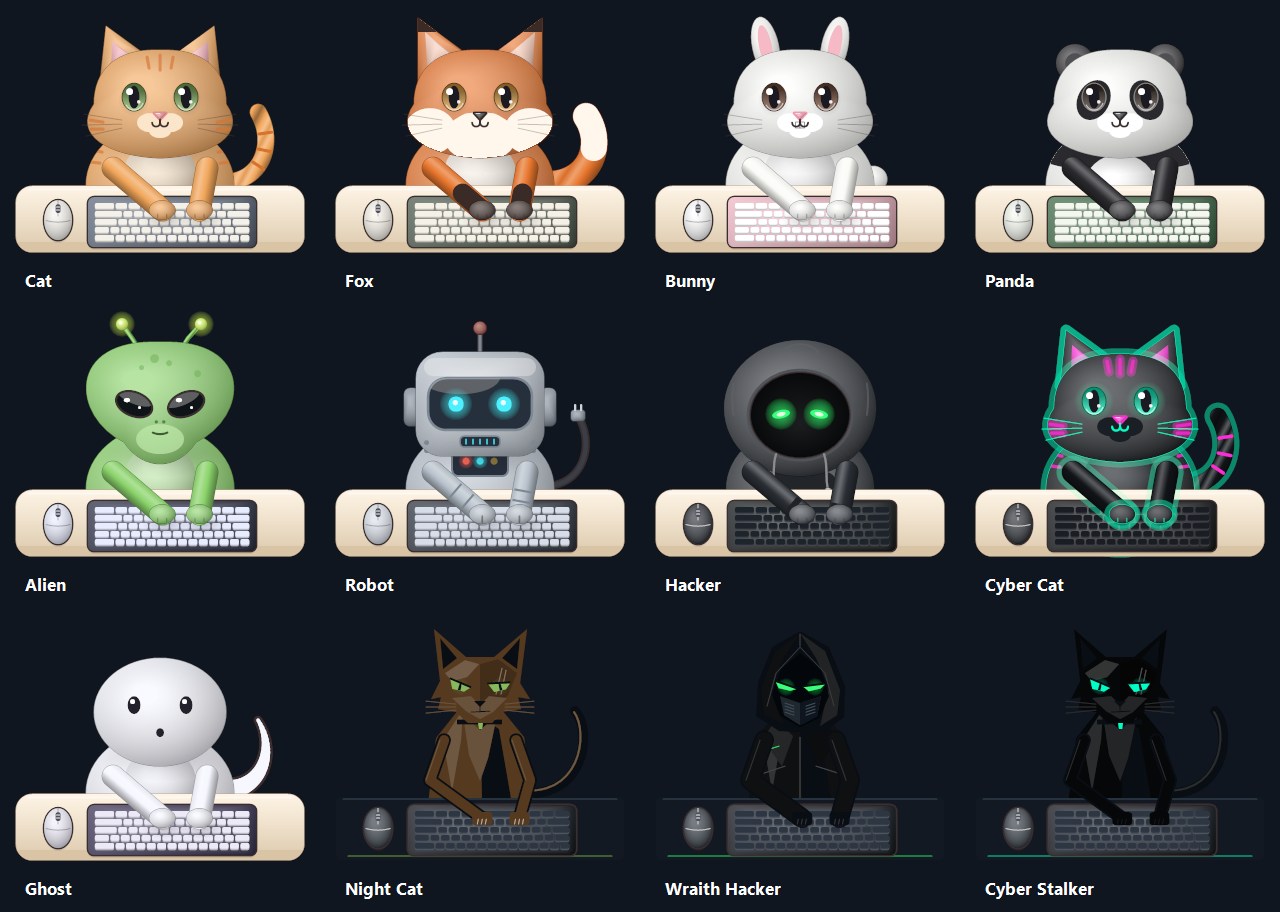 Cat
Fox
Bunny
Panda
Alien
Robot
Hacker
Cyber Cat
Ghost
Night Cat
Wraith Hacker
Cyber Stalker